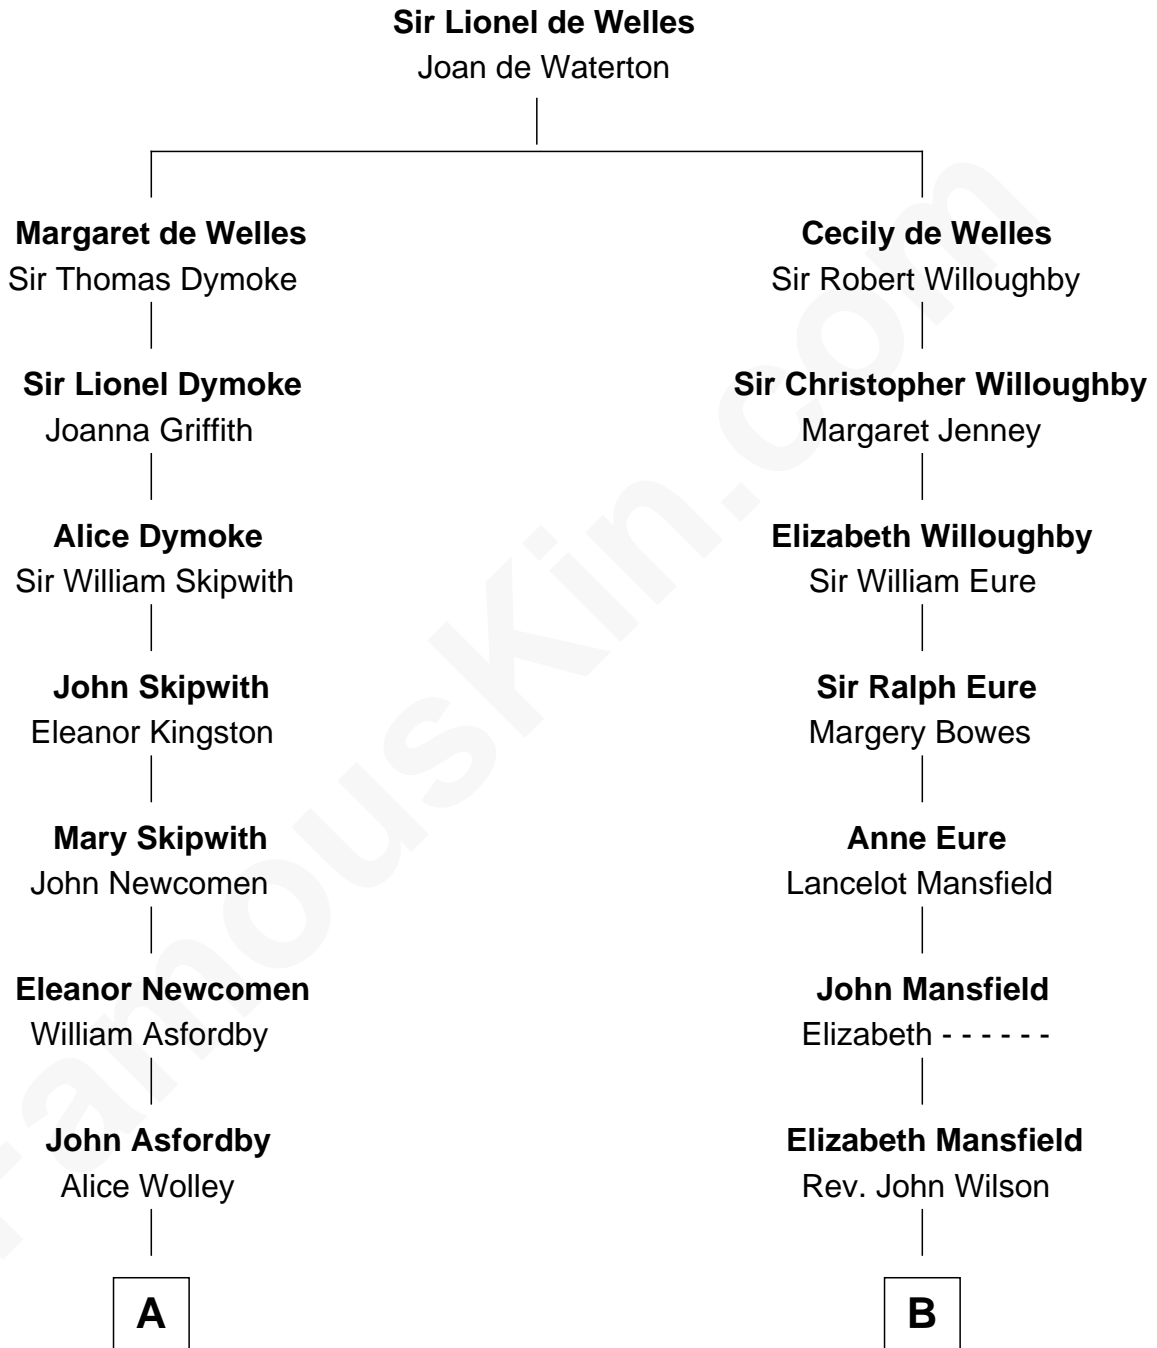 Sir Lionel de Welles
Joan de Waterton
Margaret de Welles
Sir Thomas Dymoke
Cecily de Welles
Sir Robert Willoughby
Sir Lionel Dymoke
Joanna Griffith
Sir Christopher Willoughby
Margaret Jenney
Alice Dymoke
Sir William Skipwith
Elizabeth Willoughby
Sir William Eure
John Skipwith
Eleanor Kingston
Sir Ralph Eure
Margery Bowes
Mary Skipwith
John Newcomen
Anne Eure
Lancelot Mansfield
Eleanor Newcomen
William Asfordby
John Mansfield
Elizabeth - - - - - -
John Asfordby
Alice Wolley
Elizabeth Mansfield
Rev. John Wilson
A
B
FamousKin.com